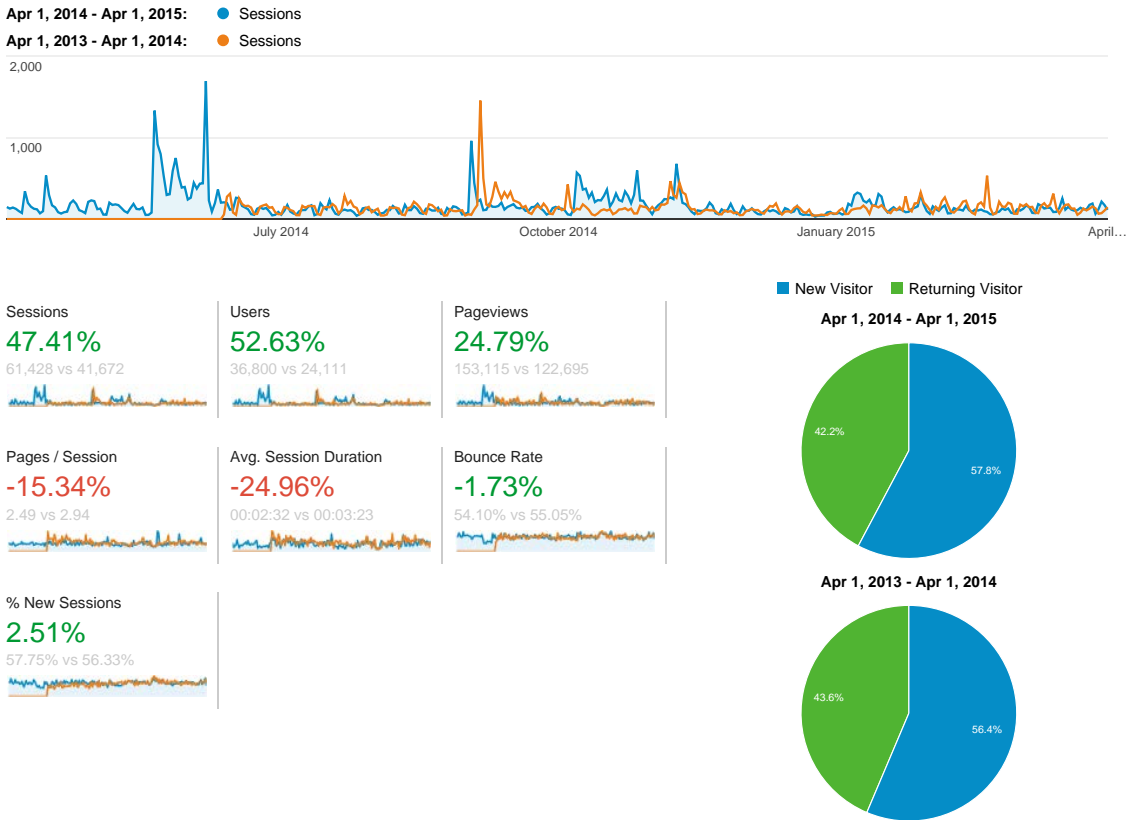 Apr 1, 2014 - Apr 1, 2015: Sessions
Apr 1, 2013 - Apr 1, 2014: Sessions
2,000
1,000
July 2014 October 2014 January 2015 April…
New Visitor Returning Visitor
Sessions
47.41%
61,428 vs 41,672
Users
52.63%
36,800 vs 24,111
Pageviews
24.79%
153,115 vs 122,695
Pages / Session
-15.34%
2.49 vs 2.94
Avg. Session Duration
-24.96%
00:02:32 vs 00:03:23
Bounce Rate
-1.73%
54.10% vs 55.05%
% New Sessions
2.51%
57.75% vs 56.33%
Apr 1, 2014 - Apr 1, 2015
42.2%
57.8%
Apr 1, 2013 - Apr 1, 2014
43.6%
56.4%